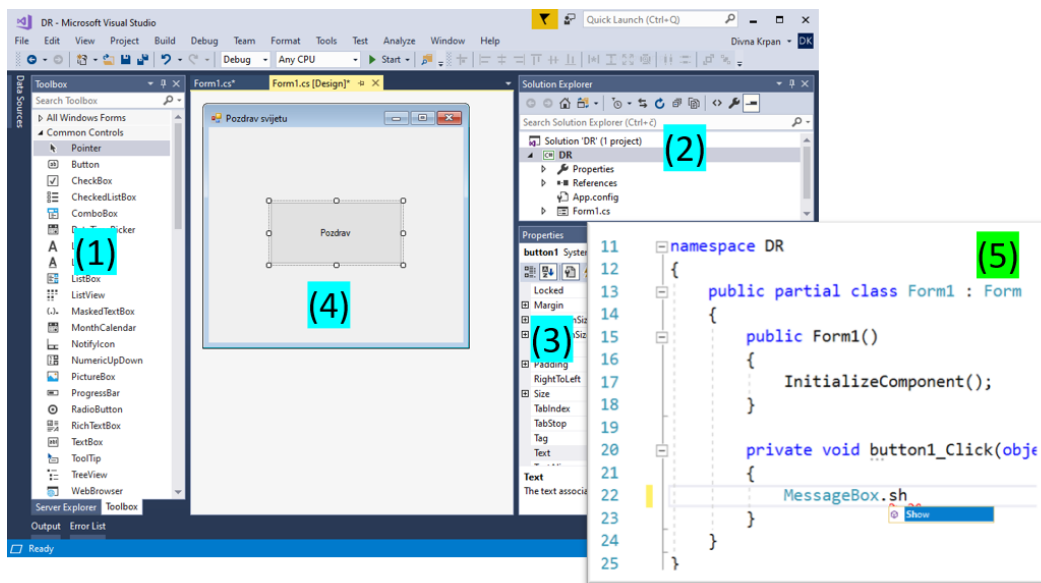 DR - Microsoft Visual Studio
Quick Launch (Ctrl+Q)
File Edit View Project Build Debug Team Format Tools Test Analyze Window Help
Divna Krpan DK
Debug Any CPU Start
Data Sources
Toolbox
Search Toolbox
All Windows Forms
Common Controls
Pointer
Button
CheckBox
CheckedListBox
ComboBox
(1)
ListBox
ListView
MaskedTextBox
MonthCalendar
NotifyIcon
NumericUpDown
PictureBox
ProgressBar
RadioButton
RichTextBox
TextBox
ToolTip
TreeView
WebBrowser
Server Explorer Toolbox
Output Error List
Ready
Form1.cs* Form1.cs [Design]*
Pozdrav svijetu
Pozdrav
(4)
Solution Explorer
Search Solution Explorer (Ctrl+č)
Solution 'DR' (1 project)
(2)
DR
Properties
References
App.config
Form1.cs
Properties
button1
Locked
Margin
(3)
Padding
RightToLeft
Size
TabIndex
TabStop
Tag
Text
Text
The text associa
(5)
11 namespace DR
12 {
13 public partial class Form1 : Form
14 {
15 public Form1()
16 {
17 InitializeComponent();
18 }
19
20 private void button1_Click(obje
21 {
22 MessageBox.sh
Show
23 }
24 }
25 }